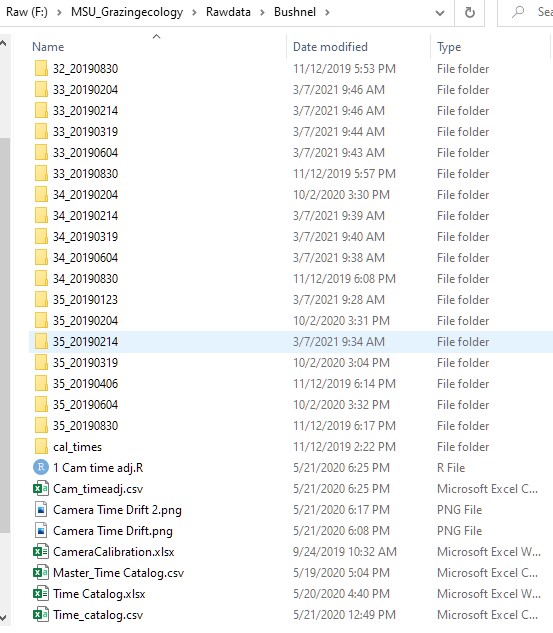 Raw (F:) > MSU_Grazingecology > Rawdata > Bushnel > Sea
Name Date modified Type
32_20190830 11/12/2019 5:53 PM File folder
33_20190204 3/7/2021 9:46 AM File folder
33_20190214 3/7/2021 9:46 AM File folder
33_20190319 3/7/2021 9:44 AM File folder
33_20190604 3/7/2021 9:43 AM File folder
33_20190830 11/12/2019 5:57 PM File folder
34_20190204 10/2/2020 3:30 PM File folder
34_20190214 3/7/2021 9:39 AM File folder
34_20190319 3/7/2021 9:40 AM File folder
34_20190604 3/7/2021 9:38 AM File folder
34_20190830 11/12/2019 6:08 PM File folder
35_20190123 3/7/2021 9:28 AM File folder
35_20190204 10/2/2020 3:31 PM File folder
35_20190214 3/7/2021 9:34 AM File folder
35_20190319 10/2/2020 3:04 PM File folder
35_20190406 11/12/2019 6:14 PM File folder
35_20190604 10/2/2020 3:32 PM File folder
35_20190830 11/12/2019 6:17 PM File folder
cal_times 11/12/2019 2:22 PM File folder
R 1 Cam time adj.R 5/21/2020 6:25 PM R File
Cam_timeadj.csv 5/21/2020 6:25 PM Microsoft Excel C...
Camera Time Drift 2.png 5/21/2020 6:17 PM PNG File
Camera Time Drift.png 5/21/2020 6:08 PM PNG File
CameraCalibration.xlsx 9/24/2019 10:32 AM Microsoft Excel W...
Master_Time Catalog.csv 5/19/2020 5:04 PM Microsoft Excel C...
Time Catalog.xlsx 5/20/2020 4:40 PM Microsoft Excel W...
Time_catalog.csv 5/21/2020 12:49 PM Microsoft Excel C...